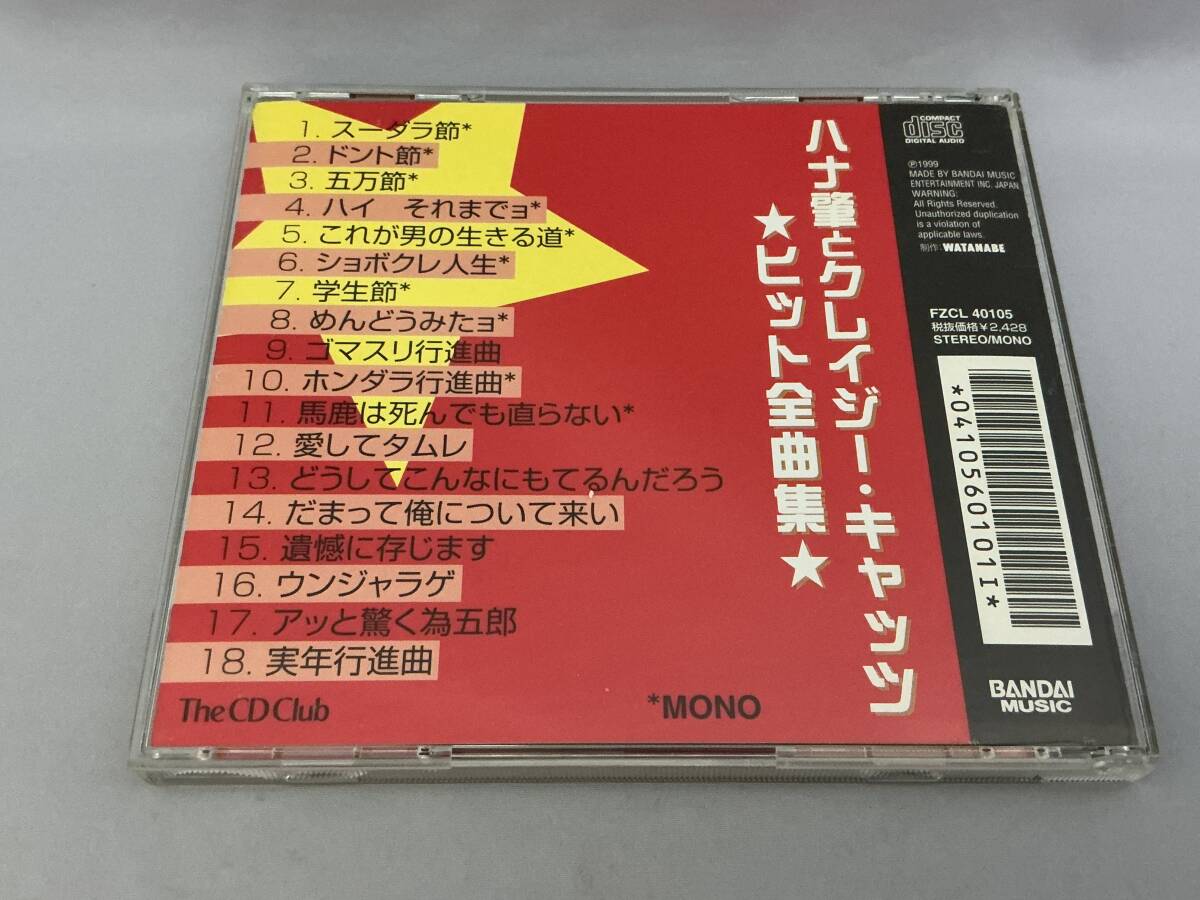 1. スーダラ節*
2. ドント節*
3. 五万節*
4. ハイ　それまでョ*
5. これが男の生きる道*
6. ショボクレ人生*
7. 学生節*
8. めんどうみたョ*
9. ゴマスリ行進曲
10. ホンダラ行進曲*
11. 馬鹿は死んでも直らない*
12. 愛してタムレ
13. どうしてこんなにもてるんだろう
14. だまって俺について来い
15. 遺憾に存じます
16. ウンジャラゲ
17. アッと驚く為五郎
18. 実年行進曲
The CD Club
*MONO
ハナ肇とクレイジー・キャッツ
★ヒット全曲集★
COMPACT
disc
DIGITAL AUDIO
℗1999
MADE BY BANDAI MUSIC
ENTERTAINMENT INC. JAPAN
WARNING:
All Rights Reserved.
Unauthorized duplication
is a violation of
applicable laws.
制作:WATANABE
FZCL 40105
税抜価格¥2,428
STEREO/MONO
*0410560101I*
BANDAI
MUSIC